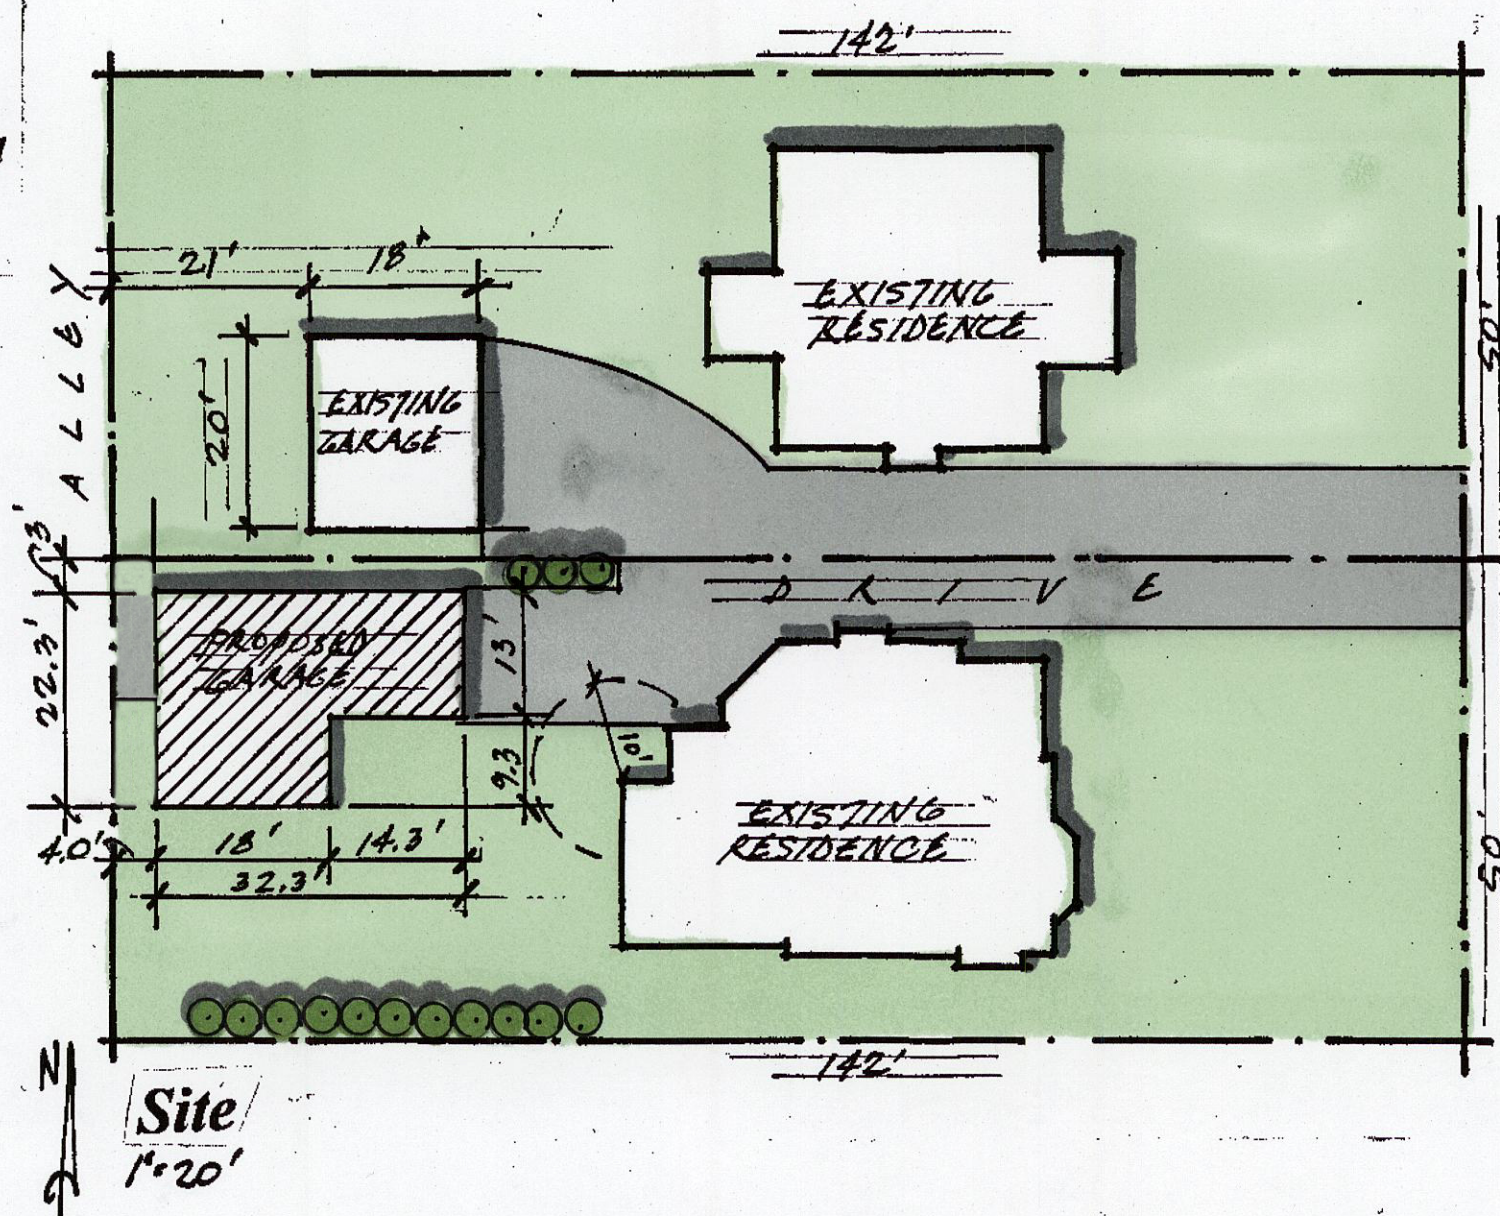 142'
21'
18'
EXISTING
RESIDENCE
50'
ALLEY
20'
EXISTING
GARAGE
3'
DRIVE
PROPOSED
GARAGE
13'
22.3'
10'
9.3
EXISTING
RESIDENCE
50'
4.0'
18'
14.3'
32.3'
142'
N
Site
1"=20'